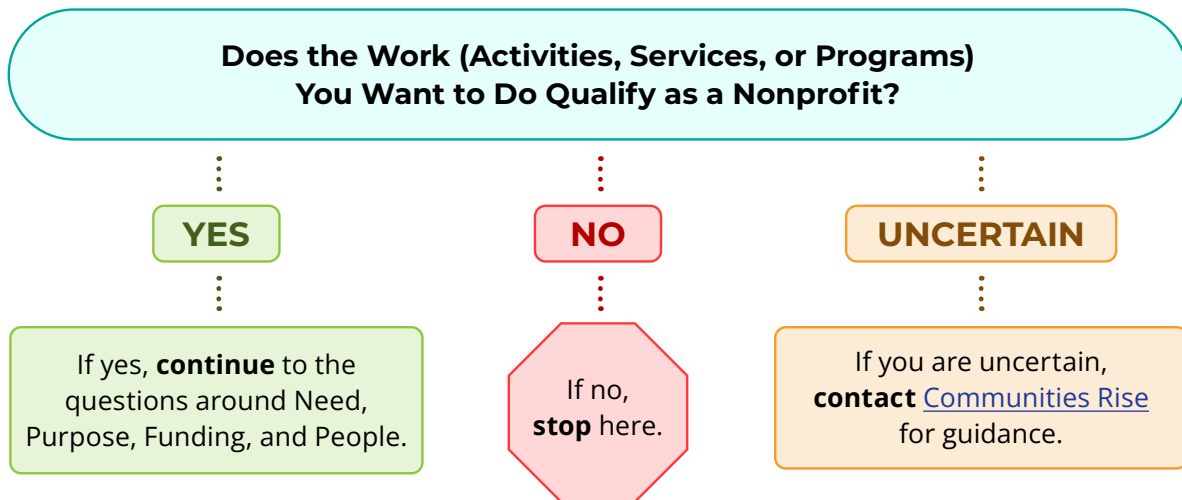 Does the Work (Activities, Services, or Programs)
You Want to Do Qualify as a Nonprofit?
YES
If yes, continue to the
questions around Need,
Purpose, Funding, and People.
NO
If no,
stop here.
UNCERTAIN
If you are uncertain,
contact Communities Rise
for guidance.